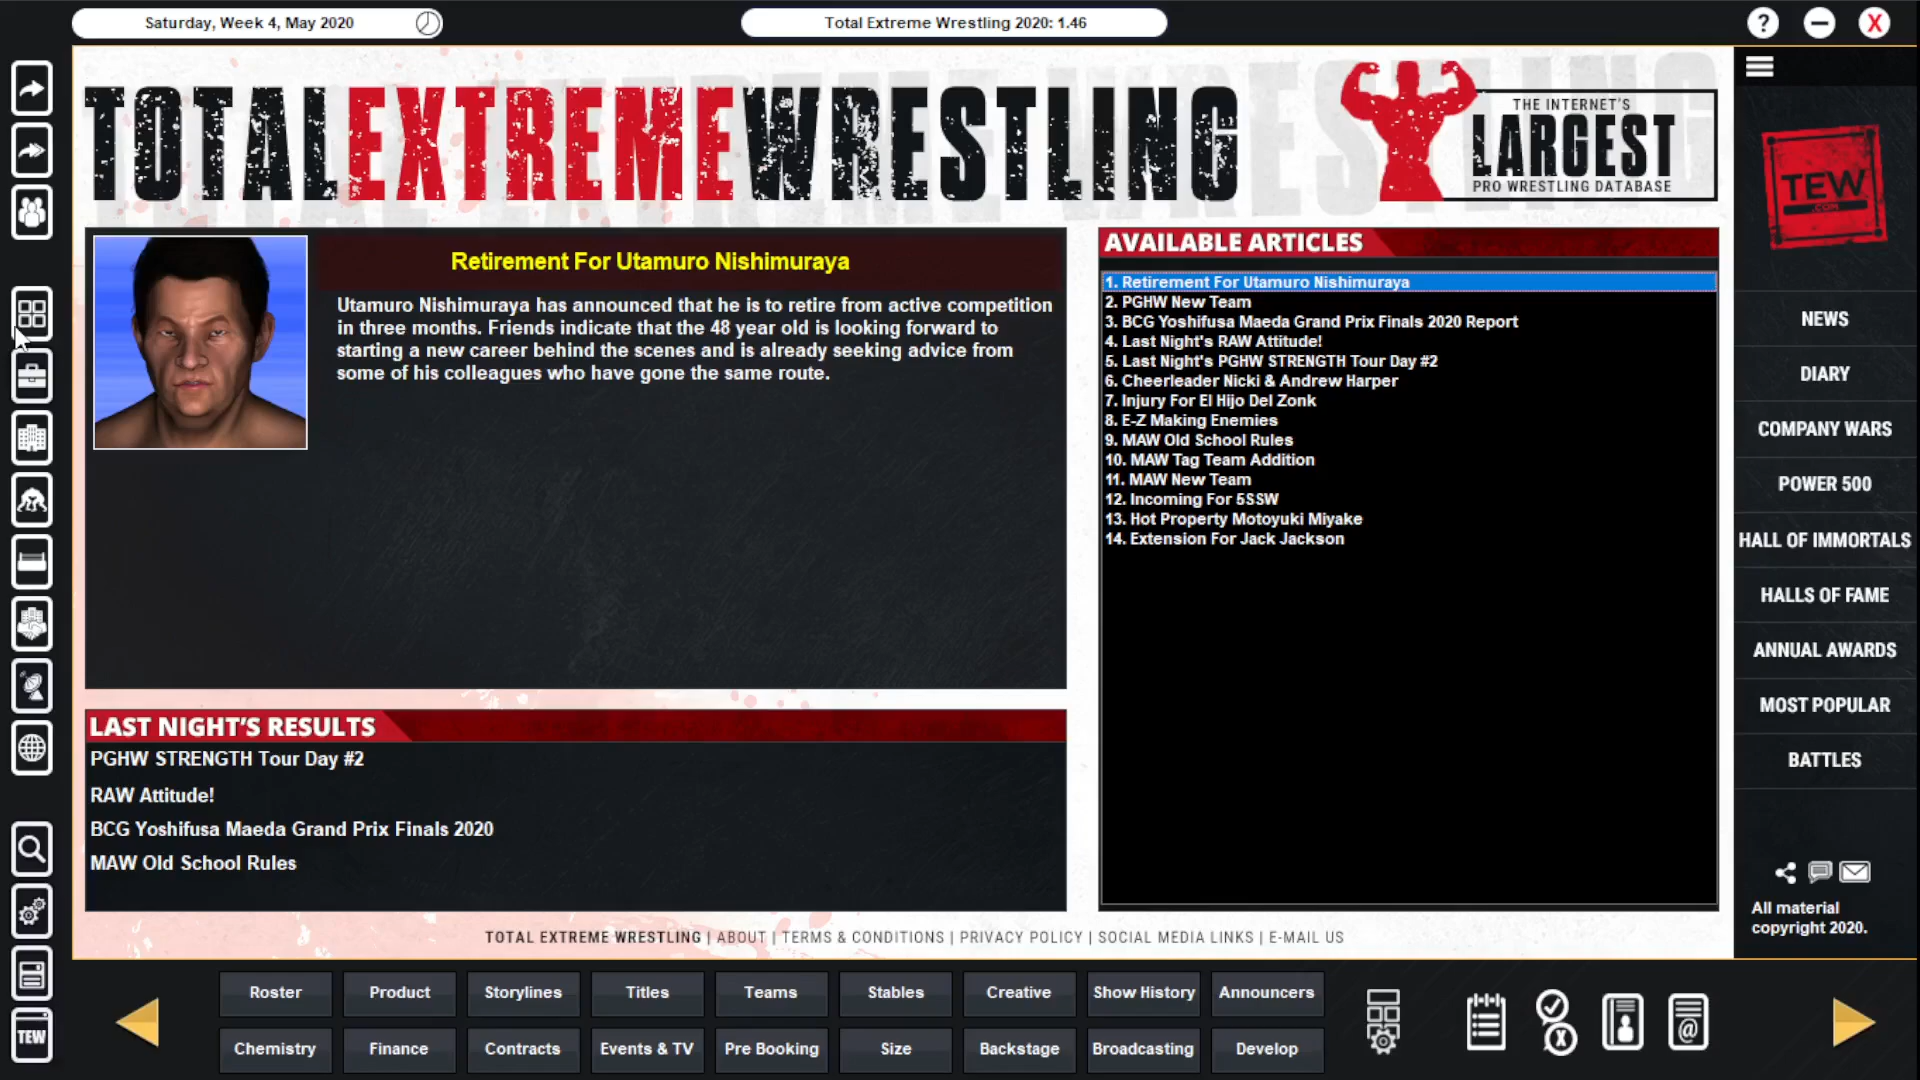 Saturday, Week 4, May 2020
Total Extreme Wrestling 2020: 1.46
?
X
TOTALEXTREMEWRESTLING
THE INTERNET'S
LARGEST
PRO WRESTLING DATABASE
TEW
.COM
Retirement For Utamuro Nishimuraya
Utamuro Nishimuraya has announced that he is to retire from active competition
in three months. Friends indicate that the 48 year old is looking forward to
starting a new career behind the scenes and is already seeking advice from
some of his colleagues who have gone the same route.
AVAILABLE ARTICLES
1. Retirement For Utamuro Nishimuraya
2. PGHW New Team
3. BCG Yoshifusa Maeda Grand Prix Finals 2020 Report
4. Last Night's RAW Attitude!
5. Last Night's PGHW STRENGTH Tour Day #2
6. Cheerleader Nicki & Andrew Harper
7. Injury For El Hijo Del Zonk
8. E-Z Making Enemies
9. MAW Old School Rules
10. MAW Tag Team Addition
11. MAW New Team
12. Incoming For 5SSW
13. Hot Property Motoyuki Miyake
14. Extension For Jack Jackson
LAST NIGHT'S RESULTS
PGHW STRENGTH Tour Day #2
RAW Attitude!
BCG Yoshifusa Maeda Grand Prix Finals 2020
MAW Old School Rules
NEWS
DIARY
COMPANY WARS
POWER 500
HALL OF IMMORTALS
HALLS OF FAME
ANNUAL AWARDS
MOST POPULAR
BATTLES
All material
copyright 2020.
TOTAL EXTREME WRESTLING | ABOUT | TERMS & CONDITIONS | PRIVACY POLICY | SOCIAL MEDIA LINKS | E-MAIL US
TEW
Roster
Product
Storylines
Titles
Teams
Stables
Creative
Show History
Announcers
Chemistry
Finance
Contracts
Events & TV
Pre Booking
Size
Backstage
Broadcasting
Develop